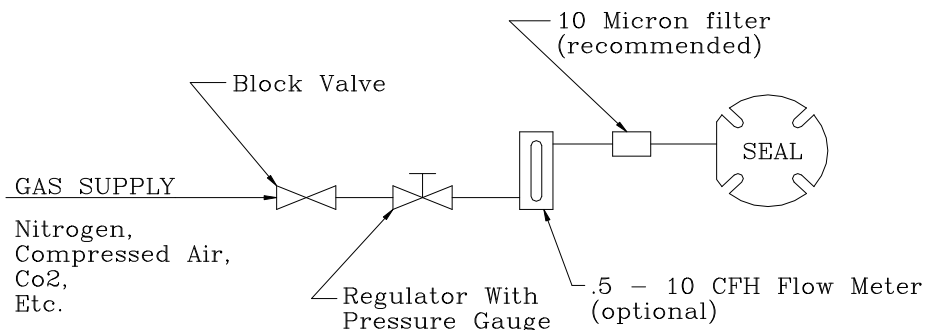 10 Micron filter
(recommended)
Block Valve
SEAL
GAS SUPPLY
Nitrogen,
Compressed Air,
Co2,
Etc.
Regulator With
Pressure Gauge
.5 - 10 CFH Flow Meter
(optional)